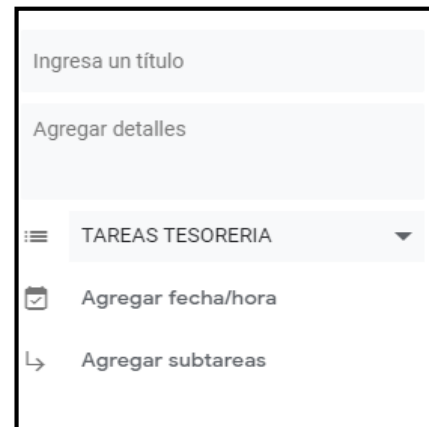 Ingresa un título
Agregar detalles
TAREAS TESORERIA
Agregar fecha/hora
Agregar subtareas